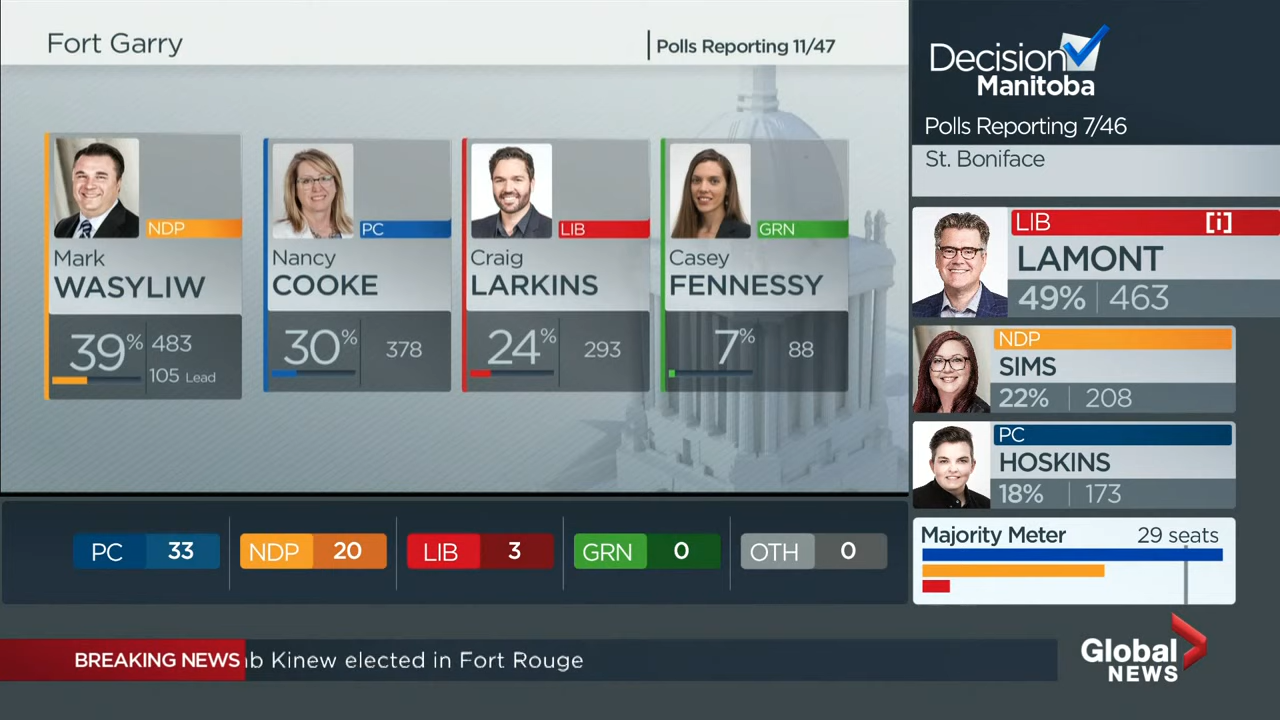 Fort Garry
Polls Reporting 11/47
NDP
Mark
WASYLIW
39%
483
105 Lead
PC
Nancy
COOKE
30%
378
LIB
Craig
LARKINS
24%
293
GRN
Casey
FENNESSY
7%
88
Decision
Manitoba
Polls Reporting 7/46
St. Boniface
LIB [i]
LAMONT
49% 463
NDP
SIMS
22% 208
PC
HOSKINS
18% 173
Majority Meter 29 seats
PC 33
NDP 20
LIB 3
GRN 0
OTH 0
BREAKING NEWS
b Kinew elected in Fort Rouge
Global
NEWS